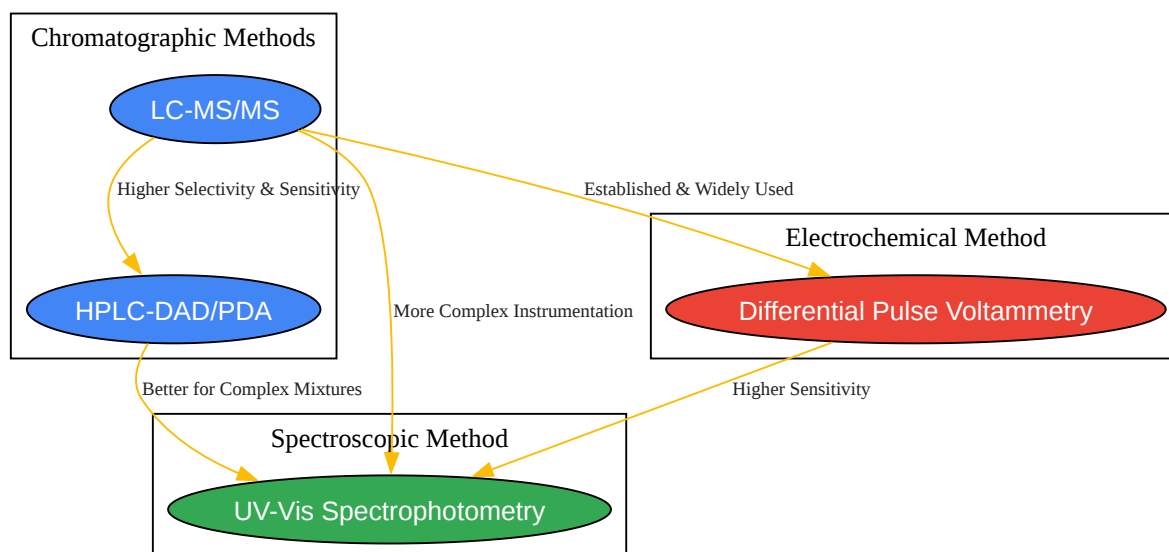 Chromatographic Methods
LC-MS/MS
Higher Selectivity & Sensitivity
Established & Widely Used
Electrochemical Method
HPLC-DAD/PDA
More Complex Instrumentation
Differential Pulse Voltammetry
Better for Complex Mixtures
Higher Sensitivity
Spectroscopic Method
UV-Vis Spectrophotometry